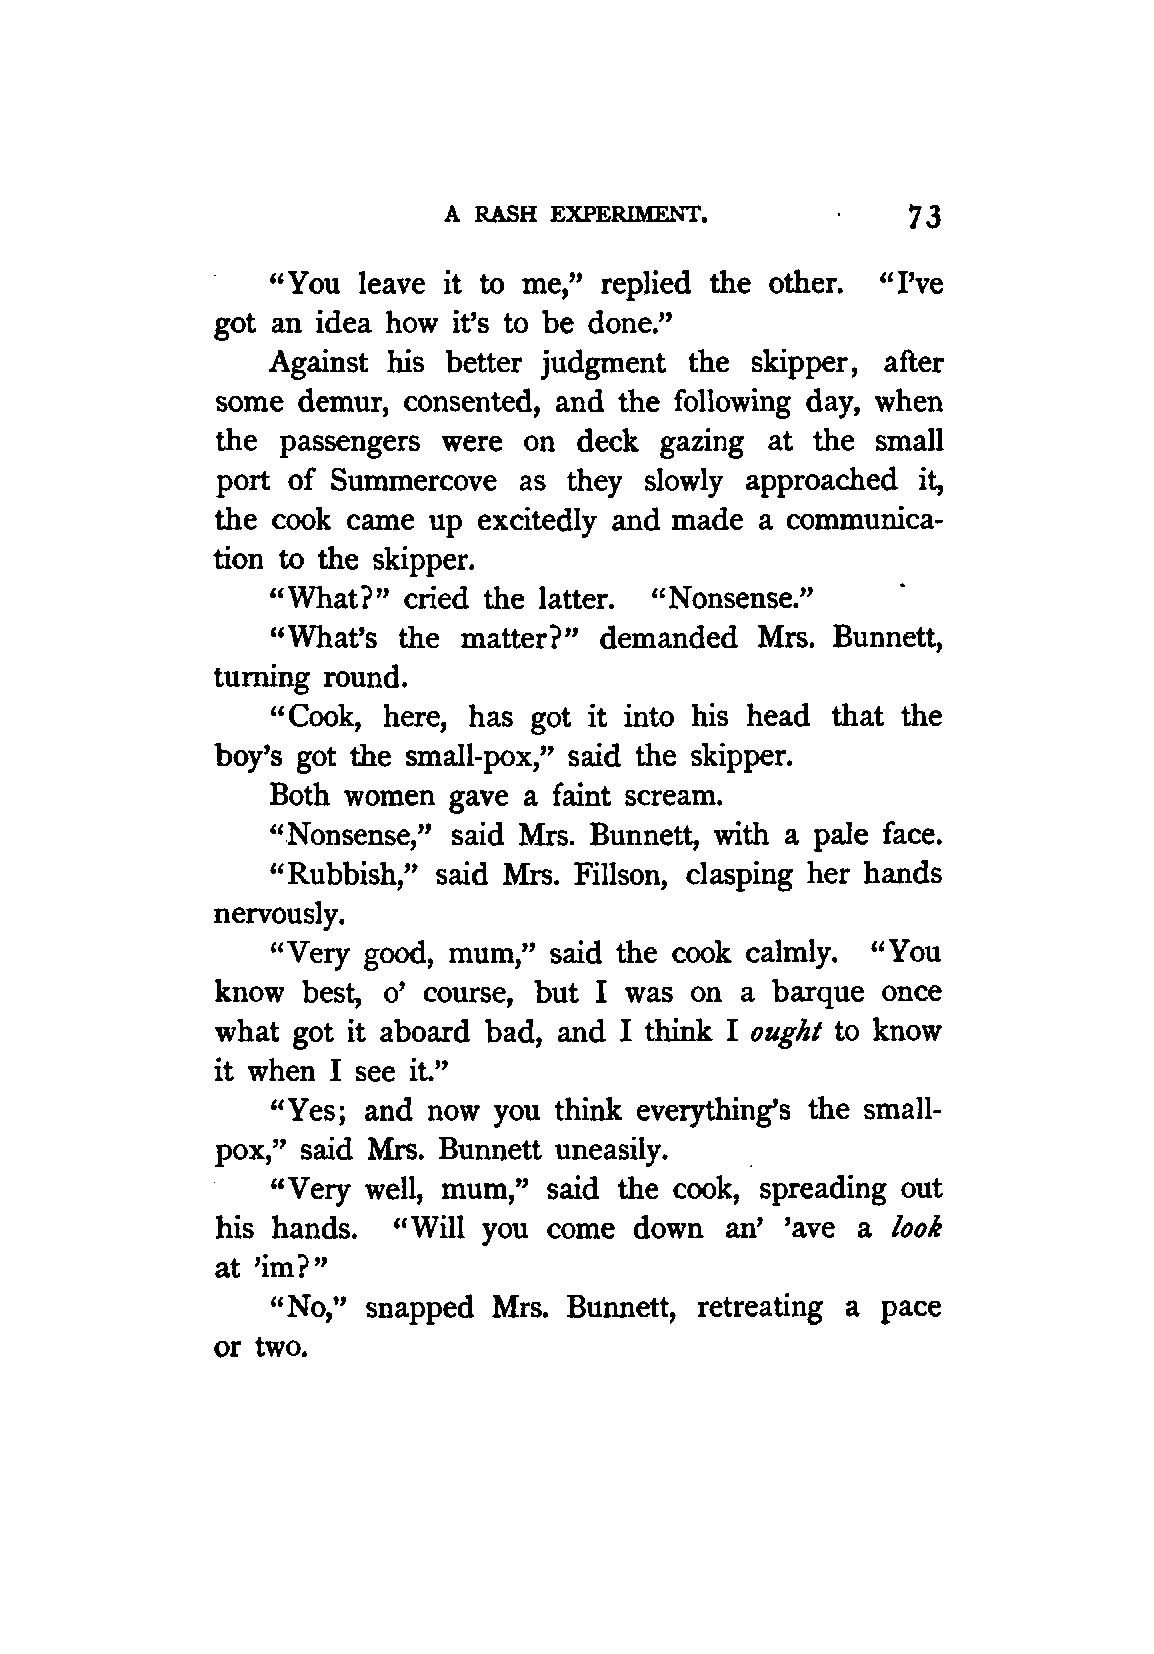 A RASH EXPERIMENT. 73
“You leave it to me,” replied the other. “I’ve
got an idea how it’s to be done.”
Against his better judgment the skipper, after
some demur, consented, and the following day, when
the passengers were on deck gazing at the small
port of Summercove as they slowly approached it,
the cook came up excitedly and made a communica-
tion to the skipper.
“What?” cried the latter. “Nonsense.”
“What’s the matter?” demanded Mrs. Bunnett,
turning round.
“Cook, here, has got it into his head that the
boy’s got the small-pox,” said the skipper.
Both women gave a faint scream.
“Nonsense,” said Mrs. Bunnett, with a pale face.
“Rubbish,” said Mrs. Fillson, clasping her hands
nervously.
“Very good, mum,” said the cook calmly. “You
know best, o’ course, but I was on a barque once
what got it aboard bad, and I think I ought to know
it when I see it.”
“Yes; and now you think everything’s the small-
pox,” said Mrs. Bunnett uneasily.
“Very well, mum,” said the cook, spreading out
his hands. “Will you come down an’ ’ave a look
at ’im?”
“No,” snapped Mrs. Bunnett, retreating a pace
or two.